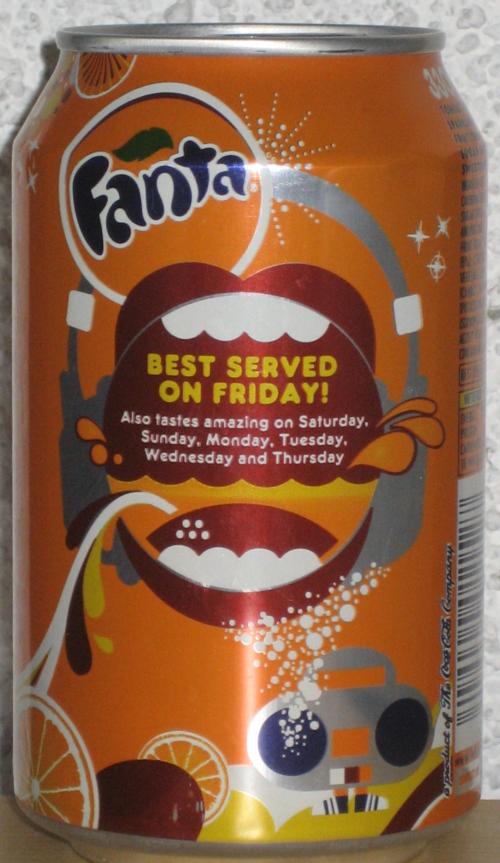 Fanta
BEST SERVED
ON FRIDAY!
Also tastes amazing on Saturday,
Sunday, Monday, Tuesday,
Wednesday and Thursday
a product of The Coca-Cola Company